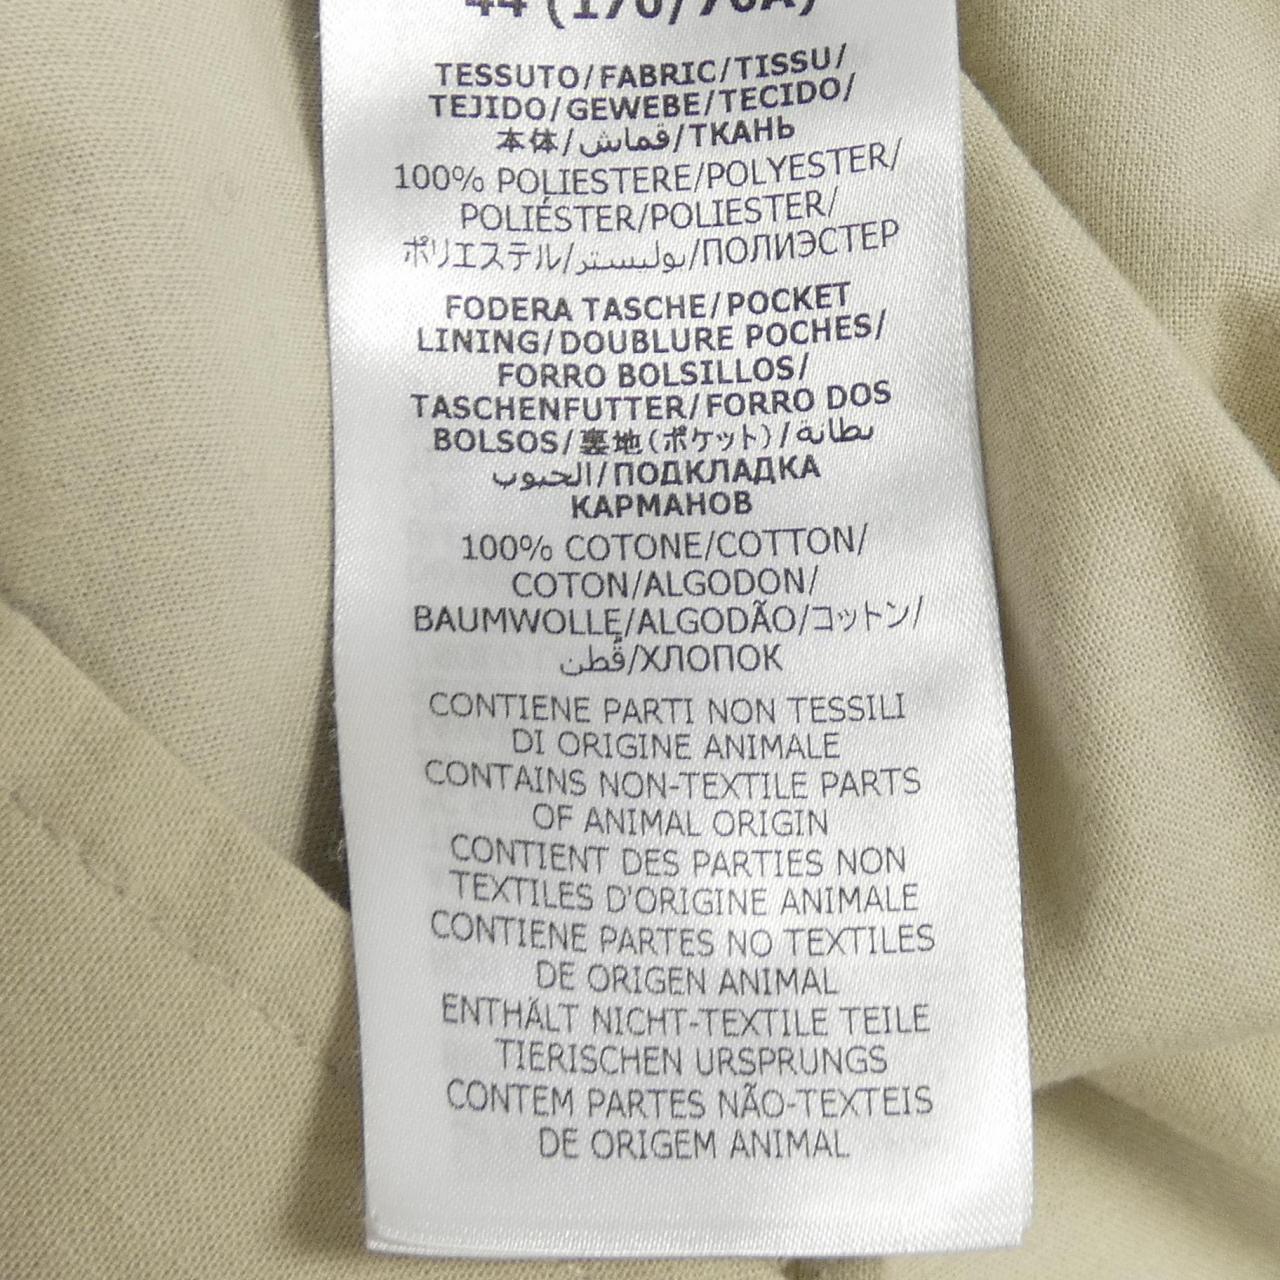 44 (170/76A)
TESSUTO/FABRIC/TISSU/
TEJIDO/GEWEBE/TECIDO/
本体/قماش/ТКАНЬ
100% POLIESTERE/POLYESTER/
POLIÉSTER/POLIESTER/
ポリエステル/بوليستر/ПОЛИЭСТЕР
FODERA TASCHE/POCKET
LINING/DOUBLURE POCHES/
FORRO BOLSILLOS/
TASCHENFUTTER/FORRO DOS
BOLSOS/裏地(ポケット)/بطانة
الجيوب/ПОДКЛАДКА
КАРМАНОВ
100% COTONE/COTTON/
COTON/ALGODON/
BAUMWOLLE/ALGODÃO/コットン/
قطن/ХЛОПОК
CONTIENE PARTI NON TESSILI
DI ORIGINE ANIMALE
CONTAINS NON-TEXTILE PARTS
OF ANIMAL ORIGIN
CONTIENT DES PARTIES NON
TEXTILES D'ORIGINE ANIMALE
CONTIENE PARTES NO TEXTILES
DE ORIGEN ANIMAL
ENTHÄLT NICHT-TEXTILE TEILE
TIERISCHEN URSPRUNGS
CONTEM PARTES NÃO-TEXTEIS
DE ORIGEM ANIMAL